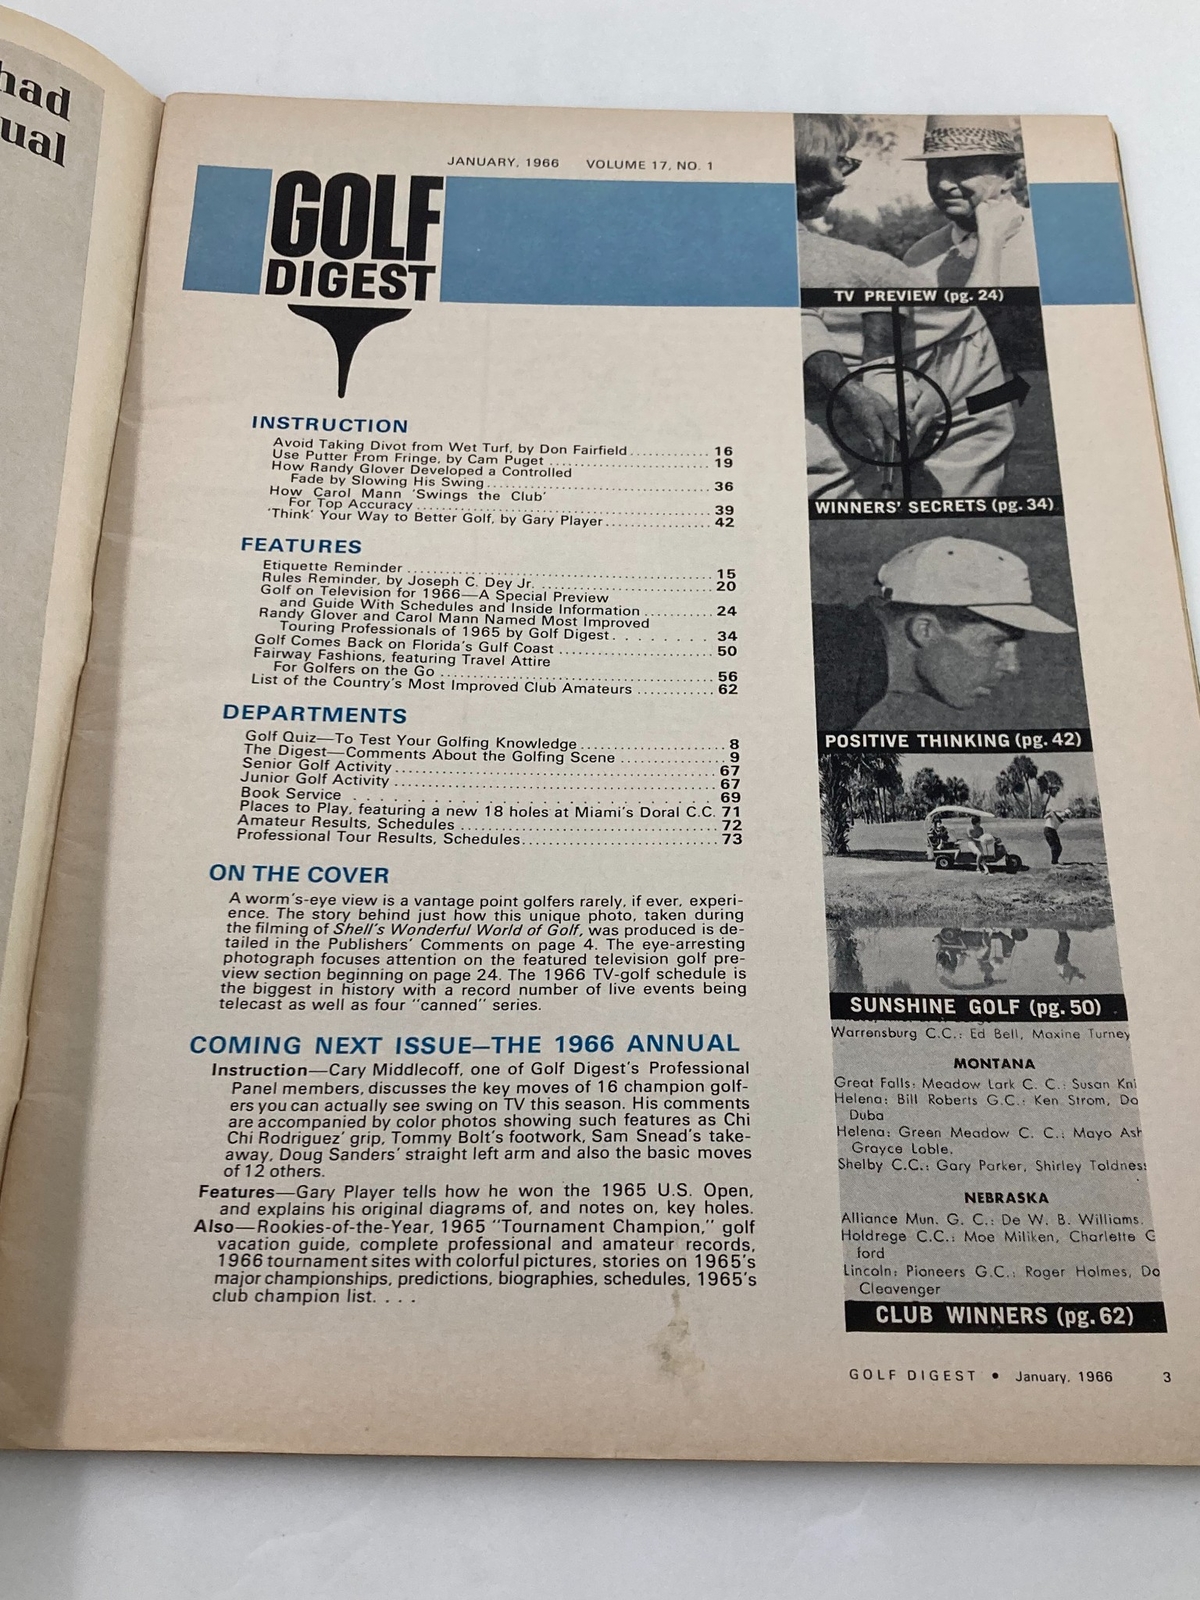 had
ual
JANUARY, 1966 VOLUME 17, NO. 1
GOLF
DIGEST
INSTRUCTION
Avoid Taking Divot from Wet Turf, by Don Fairfield............ 16
Use Putter From Fringe, by Cam Puget ........................ 19
How Randy Glover Developed a Controlled
Fade by Slowing His Swing................................. 36
How Carol Mann 'Swings the Club'
For Top Accuracy ......................................... 39
'Think' Your Way to Better Golf, by Gary Player............... 42
FEATURES
Etiquette Reminder ............................................ 15
Rules Reminder, by Joseph C. Dey Jr. .......................... 20
Golf on Television for 1966—A Special Preview
and Guide With Schedules and Inside Information .......... 24
Randy Glover and Carol Mann Named Most Improved
Touring Professionals of 1965 by Golf Digest. . . . . . . . . 34
Golf Comes Back on Florida's Gulf Coast ....................... 50
Fairway Fashions, featuring Travel Attire
For Golfers on the Go ..................................... 56
List of the Country's Most Improved Club Amateurs ........... 62
DEPARTMENTS
Golf Quiz—To Test Your Golfing Knowledge..................... 8
The Digest—Comments About the Golfing Scene ............... 9
Senior Golf Activity ........................................... 67
Junior Golf Activity ........................................... 67
Book Service . . . . . . . . . . . . . . . . . . . . . . . . 69
Places to Play, featuring a new 18 holes at Miami's Doral C.C. 71
Amateur Results, Schedules .................................... 72
Professional Tour Results, Schedules........................... 73
ON THE COVER
A worm's-eye view is a vantage point golfers rarely, if ever, experi-
ence. The story behind just how this unique photo, taken during
the filming of Shell's Wonderful World of Golf, was produced is de-
tailed in the Publishers' Comments on page 4. The eye-arresting
photograph focuses attention on the featured television golf pre-
view section beginning on page 24. The 1966 TV-golf schedule is
the biggest in history with a record number of live events being
telecast as well as four "canned" series.
COMING NEXT ISSUE—THE 1966 ANNUAL
Instruction—Cary Middlecoff, one of Golf Digest's Professional
Panel members, discusses the key moves of 16 champion golf-
ers you can actually see swing on TV this season. His comments
are accompanied by color photos showing such features as Chi
Chi Rodriguez' grip, Tommy Bolt's footwork, Sam Snead's take-
away, Doug Sanders' straight left arm and also the basic moves
of 12 others.
Features—Gary Player tells how he won the 1965 U.S. Open,
and explains his original diagrams of, and notes on, key holes.
Also—Rookies-of-the-Year, 1965 "Tournament Champion," golf
vacation guide, complete professional and amateur records,
1966 tournament sites with colorful pictures, stories on 1965's
major championships, predictions, biographies, schedules, 1965's
club champion list. . . .
TV PREVIEW (pg. 24)
WINNERS' SECRETS (pg. 34)
POSITIVE THINKING (pg. 42)
SUNSHINE GOLF (pg. 50)
Warrensburg C.C.: Ed Bell, Maxine Turney
MONTANA
Great Falls: Meadow Lark C. C.: Susan Kni
Helena: Bill Roberts G.C.: Ken Strom, Do
Duba
Helena: Green Meadow C. C.: Mayo Ash
Grayce Loble.
Shelby C.C.: Gary Parker, Shirley Toldness
NEBRASKA
Alliance Mun. G. C.: De W. B. Williams.
Holdrege C.C.: Moe Miliken, Charlette G
ford
Lincoln: Pioneers G.C.: Roger Holmes, Do
Cleavenger
CLUB WINNERS (pg. 62)
GOLF DIGEST • January, 1966 3